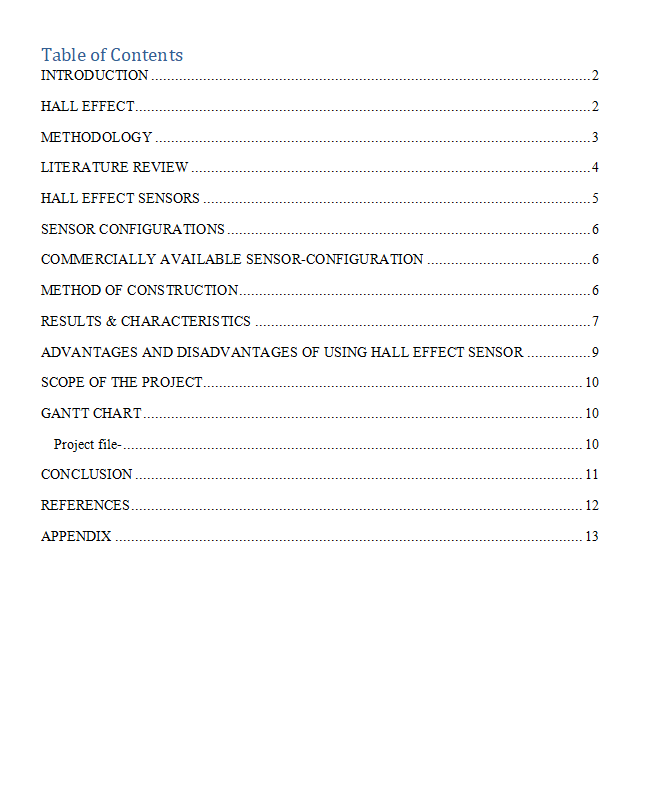 Table of Contents
INTRODUCTION ........................................................ 2
HALL EFFECT ........................................................ 2
METHODOLOGY ........................................................ 3
LITERATURE REVIEW ........................................................ 4
HALL EFFECT SENSORS ........................................................ 5
SENSOR CONFIGURATIONS ........................................................ 6
COMMERCIALLY AVAILABLE SENSOR-CONFIGURATION ........................................ 6
METHOD OF CONSTRUCTION ........................................................ 6
RESULTS & CHARACTERISTICS ........................................................ 7
ADVANTAGES AND DISADVANTAGES OF USING HALL EFFECT SENSOR ................ 9
SCOPE OF THE PROJECT ........................................................ 10
GANTT CHART ........................................................ 10
Project file- ........................................................ 10
CONCLUSION ........................................................ 11
REFERENCES ........................................................ 12
APPENDIX ........................................................ 13